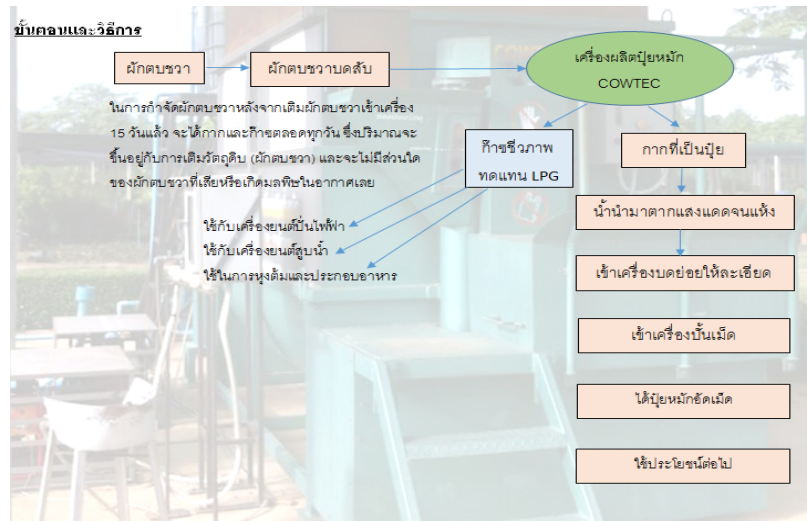 ขั้นตอนและวิธีการ
ผักตบชวา
ผักตบชวาบดสับ
เครื่องผลิตปุ๋ยหมัก
COWTEC
ในการกำจัดผักตบชวาหลังจากเติมผักตบชวาเข้าเครื่อง
15 วันแล้ว จะได้กากและก๊าซตลอดทุกวัน ซึ่งปริมาณจะ
ขึ้นอยู่กับการเติมวัตถุดิบ (ผักตบชวา) และจะไม่มีส่วนใด
ของผักตบชวาที่เสียหรือเกิดมลพิษในอากาศเลย
ก๊าซชีวภาพ
ทดแทน LPG
กากที่เป็นปุ๋ย
ใช้กับเครื่องยนต์ปั่นไฟฟ้า
ใช้กับเครื่องยนต์สูบน้ำ
ใช้ในการหุงต้มและประกอบอาหาร
น้ำนำมาตากแสงแดดจนแห้ง
เข้าเครื่องบดย่อยให้ละเอียด
เข้าเครื่องปั้นเม็ด
ได้ปุ๋ยหมักอัดเม็ด
ใช้ประโยชน์ต่อไป